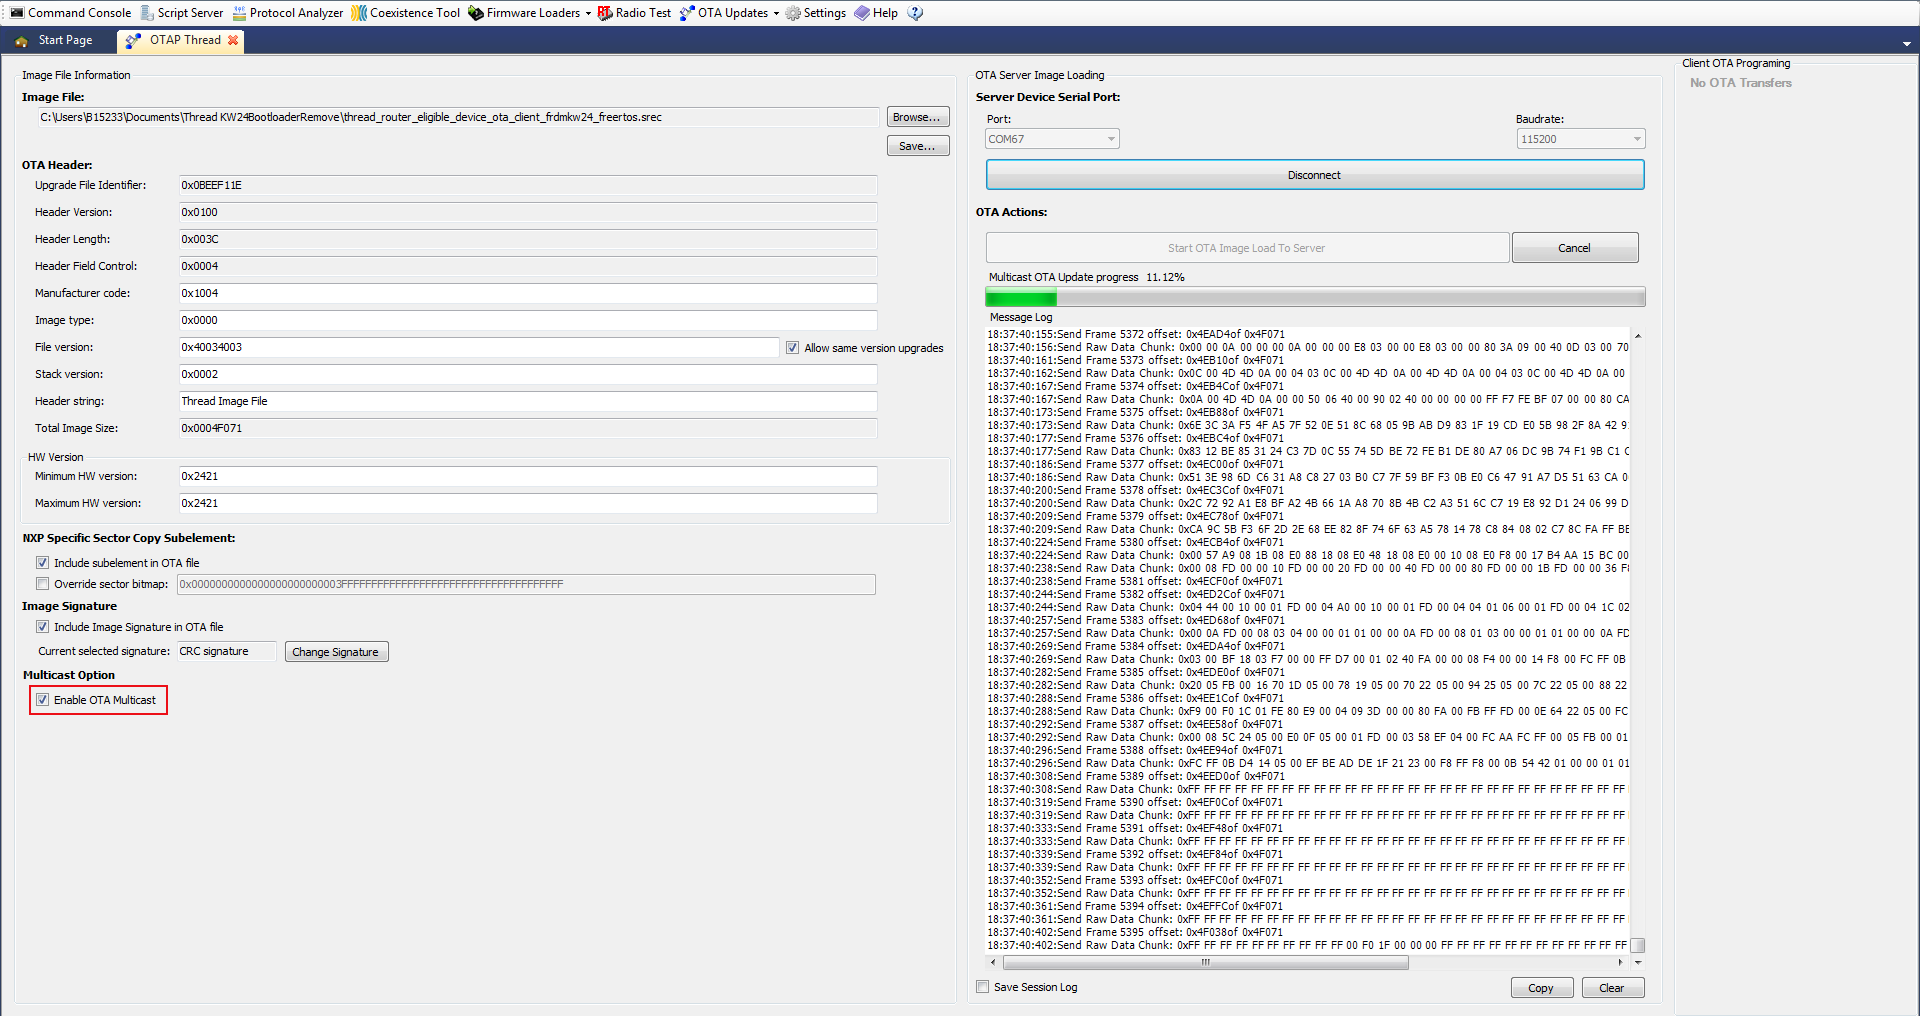 Command Console Script Server Protocol Analyzer Coexistence Tool Firmware Loaders Radio Test OTA Updates Settings Help
Start Page OTAP Thread
Image File Information
Image File:
C:\Users\B15233\Documents\Thread KW24BootloaderRemove\thread_router_eligible_device_ota_client_frdmkw24_freertos.srec
Browse...
Save...
OTA Header:
Upgrade File Identifier: 0x0BEEF11E
Header Version: 0x0100
Header Length: 0x003C
Header Field Control: 0x0004
Manufacturer code: 0x1004
Image type: 0x0000
File version: 0x40034003 Allow same version upgrades
Stack version: 0x0002
Header string: Thread Image File
Total Image Size: 0x0004F071
HW Version
Minimum HW version: 0x2421
Maximum HW version: 0x2421
NXP Specific Sector Copy Subelement:
Include subelement in OTA file
Override sector bitmap:
Image Signature
Include Image Signature in OTA file
Current selected signature: CRC signature Change Signature
Multicast Option
Enable OTA Multicast
OTA Server Image Loading
Server Device Serial Port:
Port: Baudrate:
COM67 115200
Disconnect
OTA Actions:
Start OTA Image Load To Server Cancel
Multicast OTA Update progress 11.12%
Message Log
18:37:40:155:Send Frame 5372 offset: 0x4EAD4of 0x4F071
18:37:40:156:Send Raw Data Chunk: 0x00 00 0A 00 00 00 0A 00 00 00 E8 03 00 00 E8 03 00 00 80 3A 09 00 40 0D 03 00 70
18:37:40:161:Send Frame 5373 offset: 0x4EB10of 0x4F071
18:37:40:162:Send Raw Data Chunk: 0x0C 00 4D 4D 0A 00 04 03 0C 00 4D 4D 0A 00 4D 4D 0A 00 04 03 0C 00 4D 4D 0A 00
18:37:40:167:Send Frame 5374 offset: 0x4EB4Cof 0x4F071
18:37:40:167:Send Raw Data Chunk: 0x0A 00 4D 4D 0A 00 00 50 06 40 00 90 02 40 00 00 00 00 FF F7 FE BF 07 00 00 80 CA
18:37:40:173:Send Frame 5375 offset: 0x4EB88of 0x4F071
18:37:40:173:Send Raw Data Chunk: 0x6E 3C 3A F5 4F A5 7F 52 0E 51 8C 68 05 9B AB D9 83 1F 19 CD E0 5B 98 2F 8A 42
18:37:40:177:Send Frame 5376 offset: 0x4EBC4of 0x4F071
18:37:40:177:Send Raw Data Chunk: 0x83 12 BE 85 31 24 C3 7D 0C 55 74 5D BE 72 FE B1 DE 80 A7 06 DC 9B 74 F1 9B C1
18:37:40:186:Send Frame 5377 offset: 0x4EC00of 0x4F071
18:37:40:186:Send Raw Data Chunk: 0x51 3E 98 6D C6 31 A8 C8 27 03 B0 C7 7F 59 BF F3 0B E0 C6 47 91 A7 D5 51 63 CA
18:37:40:200:Send Frame 5378 offset: 0x4EC3Cof 0x4F071
18:37:40:200:Send Raw Data Chunk: 0x2C 72 92 A1 E8 BF A2 4B 66 1A A8 70 8B 4B C2 A3 51 6C C7 19 E8 92 D1 24 06 99
18:37:40:209:Send Frame 5379 offset: 0x4EC78of 0x4F071
18:37:40:209:Send Raw Data Chunk: 0xCA 9C 5B F3 6F 2D 2E 68 EE 82 8F 74 6F 63 A5 78 14 78 C8 84 08 02 C7 8C FA FF BE
18:37:40:224:Send Frame 5380 offset: 0x4ECB4of 0x4F071
18:37:40:224:Send Raw Data Chunk: 0x00 57 A9 08 1B 08 E0 88 18 08 E0 48 18 08 E0 00 10 08 E0 F8 00 17 B4 AA 15 BC 00
18:37:40:238:Send Raw Data Chunk: 0x00 08 FD 00 00 10 FD 00 00 20 FD 00 00 40 FD 00 00 80 FD 00 00 1B FD 00 00 36
18:37:40:238:Send Frame 5381 offset: 0x4ECF0of 0x4F071
18:37:40:244:Send Frame 5382 offset: 0x4ED2Cof 0x4F071
18:37:40:244:Send Raw Data Chunk: 0x04 44 00 10 00 01 FD 00 04 A0 00 10 00 01 FD 00 04 04 01 06 00 01 FD 00 04 1C 02
18:37:40:257:Send Frame 5383 offset: 0x4ED68of 0x4F071
18:37:40:257:Send Raw Data Chunk: 0x00 0A FD 00 08 03 04 00 00 01 01 00 00 0A FD 00 08 01 03 00 00 01 01 00 00 0A FD
18:37:40:269:Send Frame 5384 offset: 0x4EDA4of 0x4F071
18:37:40:269:Send Raw Data Chunk: 0x03 00 BF 18 03 F7 00 00 FF D7 00 01 02 40 FA 00 00 08 F4 00 00 14 F8 00 FC FF 0B
18:37:40:282:Send Frame 5385 offset: 0x4EDE0of 0x4F071
18:37:40:282:Send Raw Data Chunk: 0x20 05 FB 00 16 70 1D 05 00 78 19 05 00 70 22 05 00 94 25 05 00 7C 22 05 00 88 22
18:37:40:288:Send Frame 5386 offset: 0x4EE1Cof 0x4F071
18:37:40:288:Send Raw Data Chunk: 0xF9 00 F0 1C 01 FE 80 E9 00 04 09 3D 00 00 80 FA 00 FB FF FD 00 0E 64 22 05 00 FC
18:37:40:292:Send Frame 5387 offset: 0x4EE58of 0x4F071
18:37:40:292:Send Raw Data Chunk: 0x00 08 5C 24 05 00 E0 0F 05 00 01 FD 00 03 58 EF 04 00 FC AA FC FF 00 05 FB 00 01
18:37:40:296:Send Frame 5388 offset: 0x4EE94of 0x4F071
18:37:40:296:Send Raw Data Chunk: 0xFC FF 0B D4 14 05 00 EF BE AD DE 1F 21 23 00 F8 FF F8 00 0B 54 42 01 00 00 01 01
18:37:40:308:Send Frame 5389 offset: 0x4EED0of 0x4F071
18:37:40:308:Send Raw Data Chunk: 0xFF FF FF FF FF FF FF FF FF FF FF FF FF FF FF FF FF FF FF FF FF FF FF FF FF FF FF FF
18:37:40:319:Send Frame 5390 offset: 0x4EF0Cof 0x4F071
18:37:40:319:Send Raw Data Chunk: 0xFF FF FF FF FF FF FF FF FF FF FF FF FF FF FF FF FF FF FF FF FF FF FF FF FF FF FF FF
18:37:40:333:Send Frame 5391 offset: 0x4EF48of 0x4F071
18:37:40:333:Send Raw Data Chunk: 0xFF FF FF FF FF FF FF FF FF FF FF FF FF FF FF FF FF FF FF FF FF FF FF FF FF FF FF FF
18:37:40:339:Send Frame 5392 offset: 0x4EF84of 0x4F071
18:37:40:339:Send Raw Data Chunk: 0xFF FF FF FF FF FF FF FF FF FF FF FF FF FF FF FF FF FF FF FF FF FF FF FF FF FF FF FF
18:37:40:352:Send Frame 5393 offset: 0x4EFC0of 0x4F071
18:37:40:352:Send Raw Data Chunk: 0xFF FF FF FF FF FF FF FF FF FF FF FF FF FF FF FF FF FF FF FF FF FF FF FF FF FF FF FF
18:37:40:361:Send Frame 5394 offset: 0x4EFFCof 0x4F071
18:37:40:361:Send Raw Data Chunk: 0xFF FF FF FF FF FF FF FF FF FF FF FF FF FF FF FF FF FF FF FF FF FF FF FF FF FF FF FF
18:37:40:402:Send Frame 5395 offset: 0x4F038of 0x4F071
18:37:40:402:Send Raw Data Chunk: 0xFF FF FF FF FF FF FF FF FF FF 00 F0 1F 00 00 00 FF FF FF FF FF FF FF FF FF FF FF FF
Save Session Log Copy Clear
Client OTA Programing
No OTA Transfers